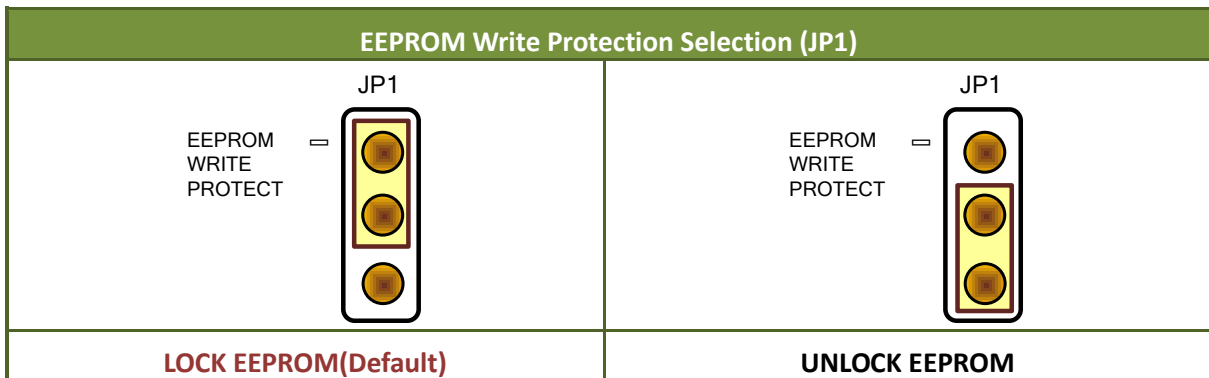 EEPROM Write Protection Selection (JP1)
JP1
EEPROM
WRITE
PROTECT
JP1
EEPROM
WRITE
PROTECT
LOCK EEPROM(Default)
UNLOCK EEPROM